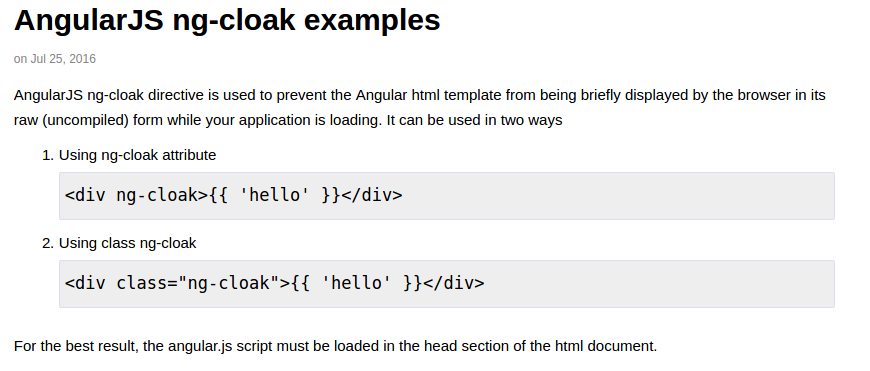 AngularJS ng-cloak examples
on Jul 25, 2016
AngularJS ng-cloak directive is used to prevent the Angular html template from being briefly displayed by the browser in its
raw (uncompiled) form while your application is loading. It can be used in two ways
1. Using ng-cloak attribute
<div ng-cloak>{{ 'hello' }}</div>
2. Using class ng-cloak
<div class="ng-cloak">{{ 'hello' }}</div>
For the best result, the angular.js script must be loaded in the head section of the html document.